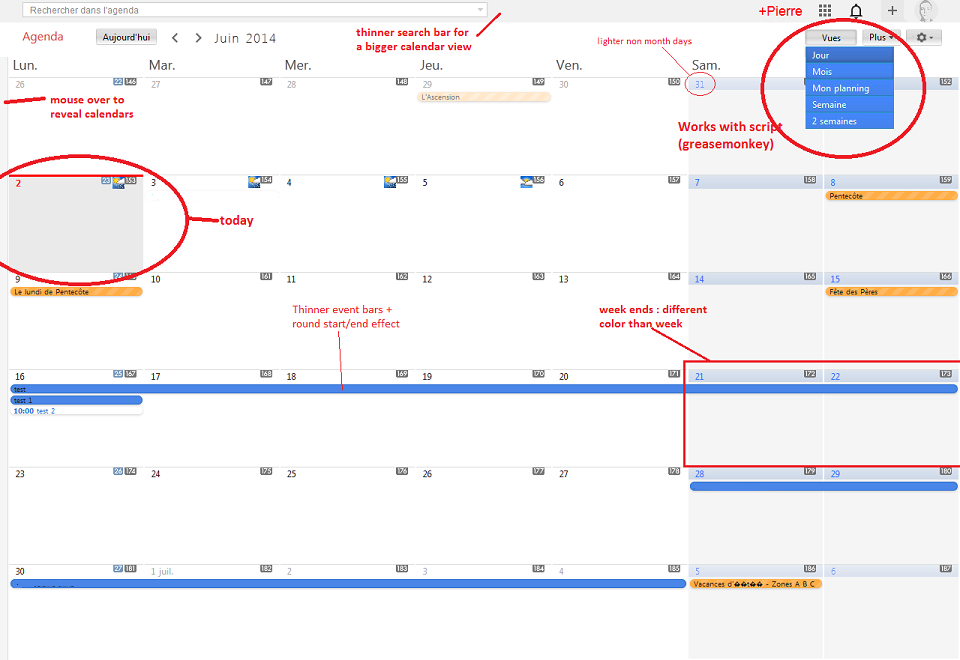 Rechercher dans l'agenda
+Pierre
Agenda
Aujourd'hui
Juin 2014
thinner search bar for
a bigger calendar view
lighter non month days
Vues
Plus
Jour
Mois
Mon planning
Semaine
2 semaines
Lun. Mar. Mer. Jeu. Ven. Sam.
26 22 146 27 147 28 148 29 149 30 150 31 152
L'Ascension
mouse over to
reveal calendars
Works with script
(greasemonkey)
2 23 153 3 154 4 155 5 156 6 157 7 158 8 159
Pentecôte
today
9 24 10 161 11 162 12 163 13 164 14 165 15 166
Le lundi de Pentecôte
Fête des Pères
Thinner event bars +
round start/end effect
week ends : different
color than week
16 25 167 17 168 18 169 19 170 20 171 21 172 22 173
test
test 1
10:00 test 2
23 26 174 24 175 25 176 26 177 27 178 28 179 29 180
30 27 181 1 juil. 182 2 183 3 184 4 185 5 186 6 187
Vacances d'��t�� - Zones A B C